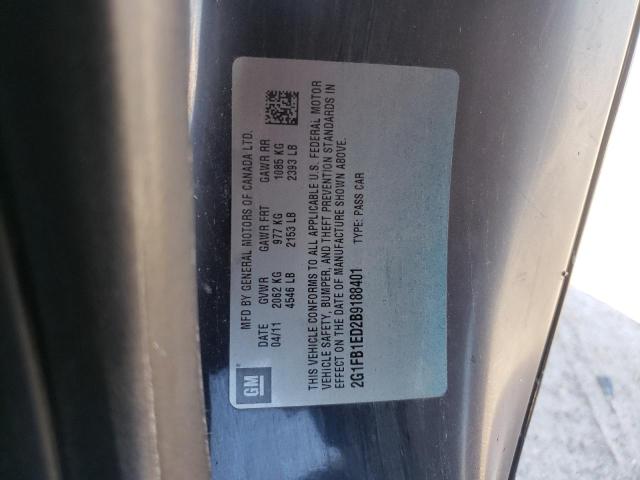 GM
MFD BY GENERAL MOTORS OF CANADA LTD.
DATE GVWR GAWR FRT GAWR RR
04/11 2062 KG 977 KG 1085 KG
4546 LB 2153 LB 2393 LB
THIS VEHICLE CONFORMS TO ALL APPLICABLE U.S. FEDERAL MOTOR
VEHICLE SAFETY, BUMPER, AND THEFT PREVENTION STANDARDS IN
EFFECT ON THE DATE OF MANUFACTURE SHOWN ABOVE.
2G1FB1ED2B9188401 TYPE: PASS CAR